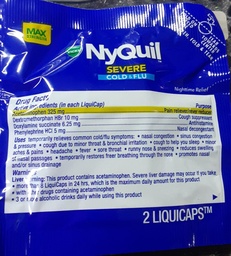 MAX
STRENGTH
NyQuil
SEVERE
COLD & FLU
Nighttime Relief
Drug Facts
Active ingredients (in each LiquiCap) Purpose
Acetaminophen 325 mg Pain reliever/fever reducer
Dextromethorphan HBr 10 mg Cough suppressant
Doxylamine succinate 6.25 mg Antihistamine
Phenylephrine HCl 5 mg Nasal decongestant
Uses temporarily relieves common cold/flu symptoms: • nasal congestion • sinus congestion
& pressure • cough due to minor throat & bronchial irritation • cough to help you sleep • minor
aches & pains • headache • fever • sore throat • runny nose & sneezing • reduces swelling
of nasal passages • temporarily restores freer breathing through the nose • promotes nasal
and/or sinus drainage
Warnings
Liver warning: This product contains acetaminophen. Severe liver damage may occur if you take
• more than 8 LiquiCaps in 24 hrs, which is the maximum daily amount for this product
• with other drugs containing acetaminophen
• 3 or more alcoholic drinks daily while using this product
2 LIQUICAPS™